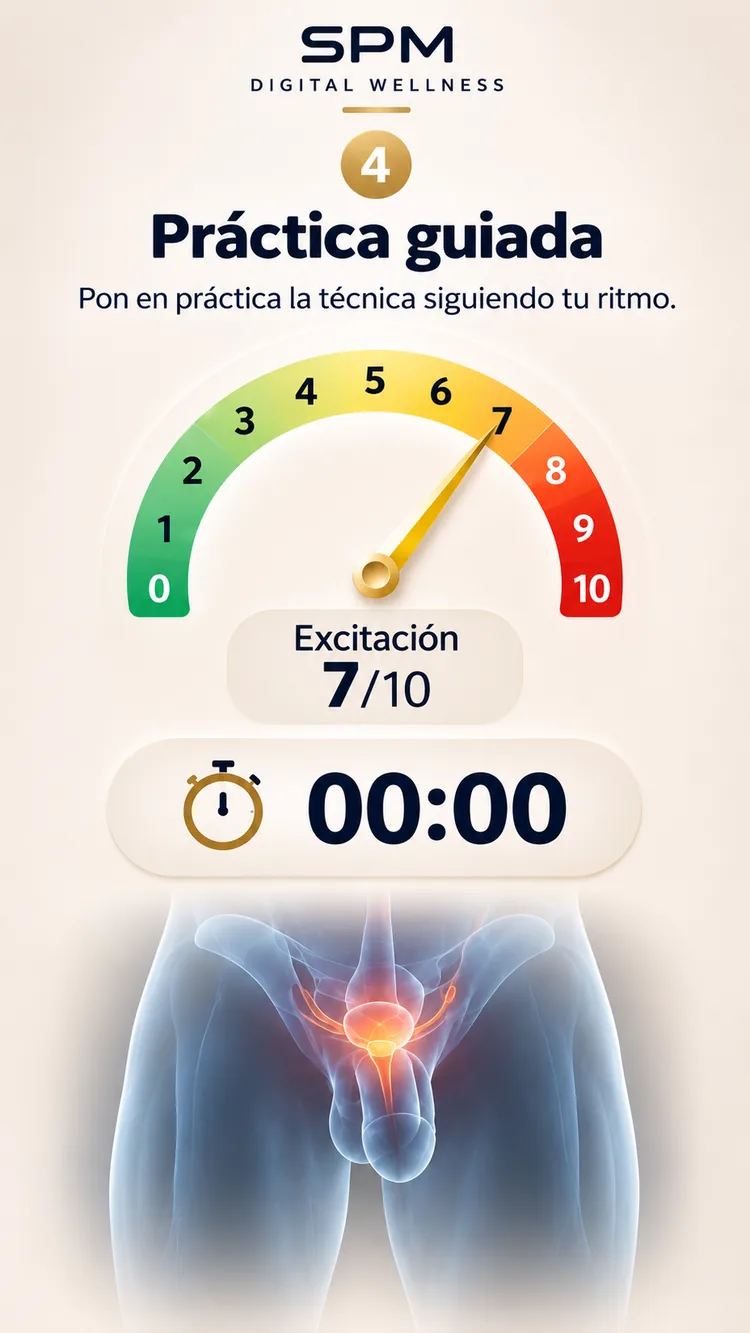 SPM
DIGITAL WELLNESS
4
Práctica guiada
Pon en práctica la técnica siguiendo tu ritmo.
0
1
2
3
4
5
6
7
8
9
10
Excitación
7/10
00:00